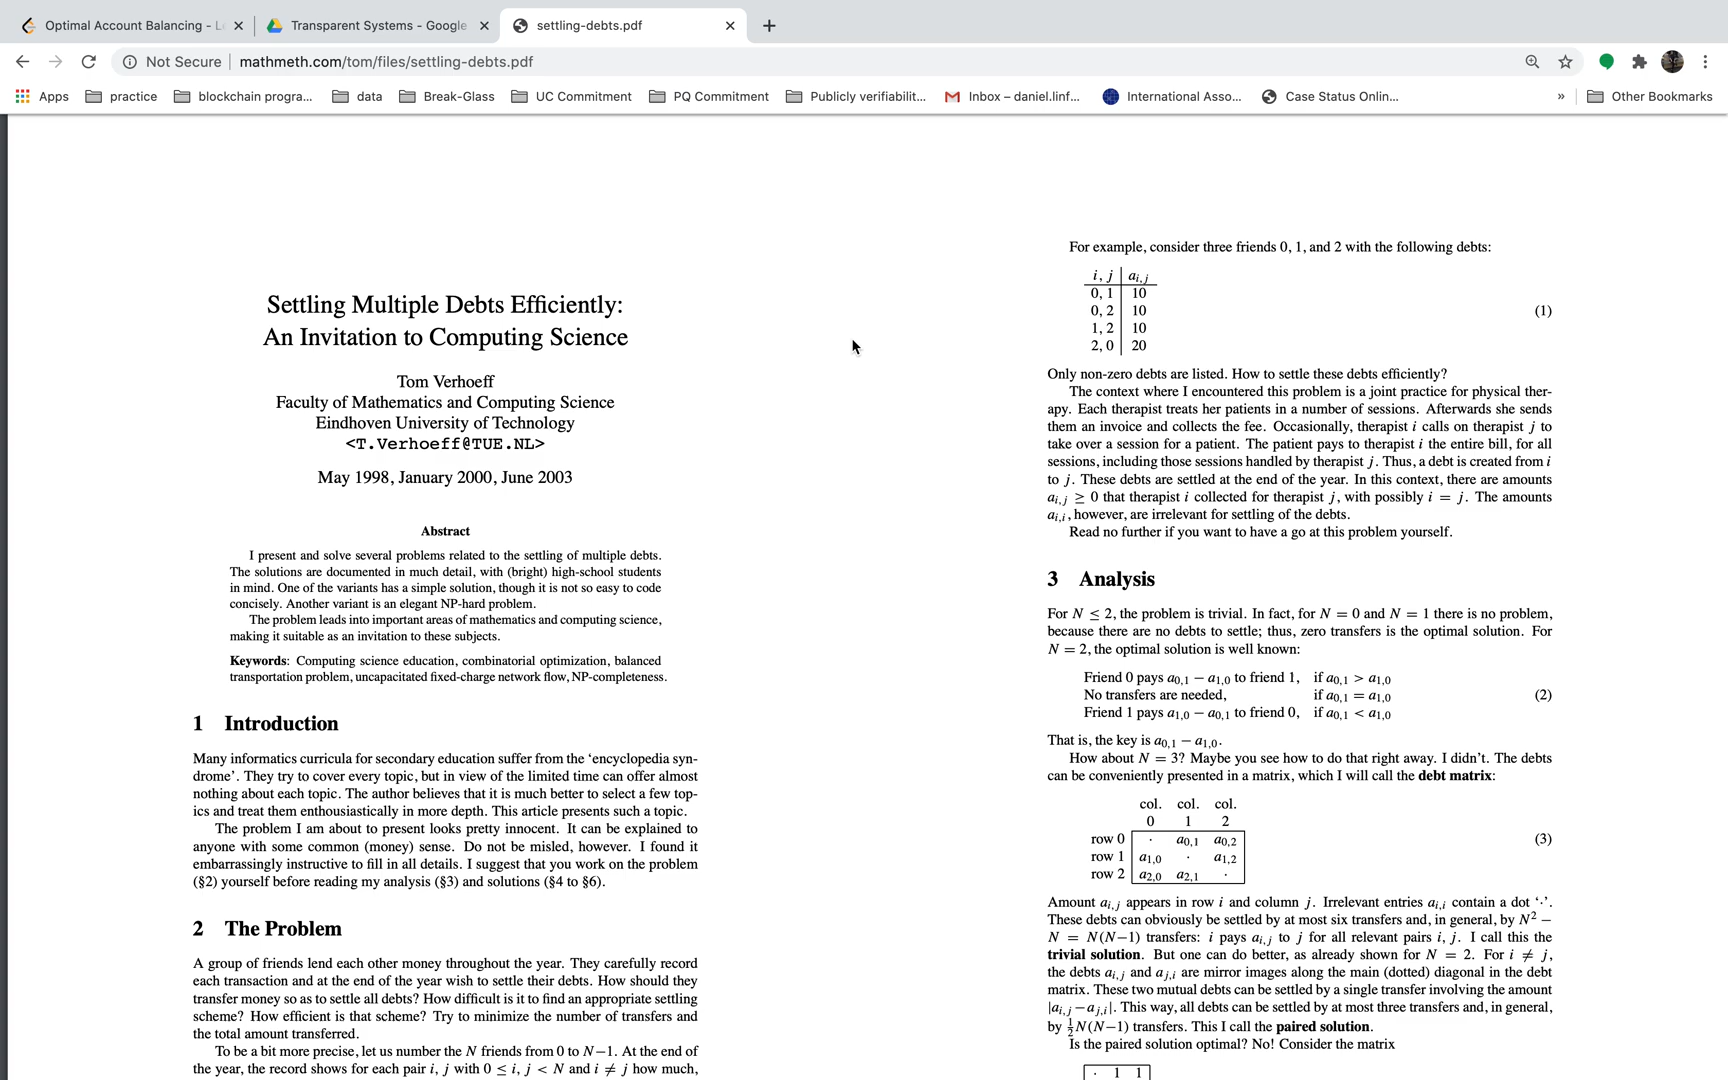 Optimal Account Balancing - L
Transparent Systems - Google
settling-debts.pdf
Not Secure
mathmeth.com/tom/files/settling-debts.pdf
Apps
practice
blockchain progra...
data
Break-Glass
UC Commitment
PQ Commitment
Publicly verifiabilit...
Inbox – daniel.linf...
International Asso...
Case Status Onlin...
»
Other Bookmarks
Settling Multiple Debts Efficiently:
An Invitation to Computing Science
Tom Verhoeff
Faculty of Mathematics and Computing Science
Eindhoven University of Technology
<T.Verhoeff@TUE.NL>
May 1998, January 2000, June 2003
Abstract
I present and solve several problems related to the settling of multiple debts.
The solutions are documented in much detail, with (bright) high-school students
in mind. One of the variants has a simple solution, though it is not so easy to code
concisely. Another variant is an elegant NP-hard problem.
The problem leads into important areas of mathematics and computing science,
making it suitable as an invitation to these subjects.
Keywords: Computing science education, combinatorial optimization, balanced
transportation problem, uncapacitated fixed-charge network flow, NP-completeness.
1 Introduction
Many informatics curricula for secondary education suffer from the ‘encyclopedia syn-
drome’. They try to cover every topic, but in view of the limited time can offer almost
nothing about each topic. The author believes that it is much better to select a few top-
ics and treat them enthousiastically in more depth. This article presents such a topic.
The problem I am about to present looks pretty innocent. It can be explained to
anyone with some common (money) sense. Do not be misled, however. I found it
embarrassingly instructive to fill in all details. I suggest that you work on the problem
(§2) yourself before reading my analysis (§3) and solutions (§4 to §6).
2 The Problem
A group of friends lend each other money throughout the year. They carefully record
each transaction and at the end of the year wish to settle their debts. How should they
transfer money so as to settle all debts? How difficult is it to find an appropriate settling
scheme? How efficient is that scheme? Try to minimize the number of transfers and
the total amount transferred.
To be a bit more precise, let us number the N friends from 0 to N−1. At the end of
the year, the record shows for each pair i, j with 0 ≤ i, j < N and i ≠ j how much,
For example, consider three friends 0, 1, and 2 with the following debts:
i, j a_{i,j}
0, 1 10
0, 2 10
1, 2 10
2, 0 20
(1)
Only non-zero debts are listed. How to settle these debts efficiently?
The context where I encountered this problem is a joint practice for physical ther-
apy. Each therapist treats her patients in a number of sessions. Afterwards she sends
them an invoice and collects the fee. Occasionally, therapist i calls on therapist j to
take over a session for a patient. The patient pays to therapist i the entire bill, for all
sessions, including those sessions handled by therapist j. Thus, a debt is created from i
to j. These debts are settled at the end of the year. In this context, there are amounts
a_{i,j} ≥ 0 that therapist i collected for therapist j, with possibly i = j. The amounts
a_{i,i}, however, are irrelevant for settling of the debts.
Read no further if you want to have a go at this problem yourself.
3 Analysis
For N ≤ 2, the problem is trivial. In fact, for N = 0 and N = 1 there is no problem,
because there are no debts to settle; thus, zero transfers is the optimal solution. For
N = 2, the optimal solution is well known:
Friend 0 pays a_{0,1} − a_{1,0} to friend 1, if a_{0,1} > a_{1,0}
No transfers are needed, if a_{0,1} = a_{1,0}
Friend 1 pays a_{1,0} − a_{0,1} to friend 0, if a_{0,1} < a_{1,0}
(2)
That is, the key is a_{0,1} − a_{1,0}.
How about N = 3? Maybe you see how to do that right away. I didn't. The debts
can be conveniently presented in a matrix, which I will call the debt matrix:
col. col. col.
0 1 2
row 0 · a_{0,1} a_{0,2}
row 1 a_{1,0} · a_{1,2}
row 2 a_{2,0} a_{2,1} ·
(3)
Amount a_{i,j} appears in row i and column j. Irrelevant entries a_{i,i} contain a dot ‘·’.
These debts can obviously be settled by at most six transfers and, in general, by N² −
N = N(N−1) transfers: i pays a_{i,j} to j for all relevant pairs i, j. I call this the
trivial solution. But one can do better, as already shown for N = 2. For i ≠ j,
the debts a_{i,j} and a_{j,i} are mirror images along the main (dotted) diagonal in the debt
matrix. These two mutual debts can be settled by a single transfer involving the amount
|a_{i,j} − a_{j,i}|. This way, all debts can be settled by at most three transfers and, in general,
by ½N(N−1) transfers. This I call the paired solution.
Is the paired solution optimal? No! Consider the matrix
· 1 1